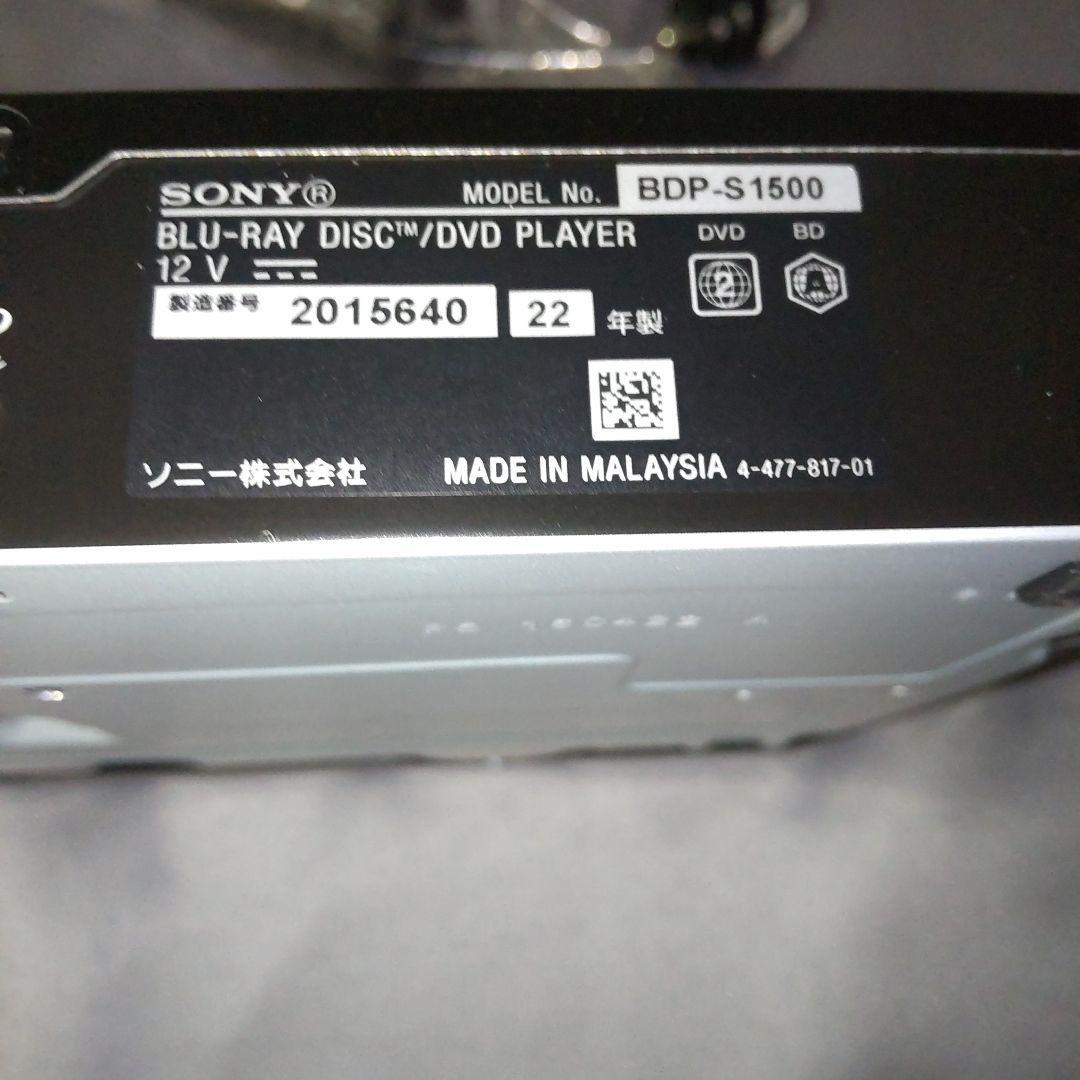 SONY® MODEL No. BDP-S1500
BLU-RAY DISC™/DVD PLAYER DVD BD
12 V
2 A
製造番号 2015640 22 年製
ソニー株式会社 MADE IN MALAYSIA 4-477-817-01